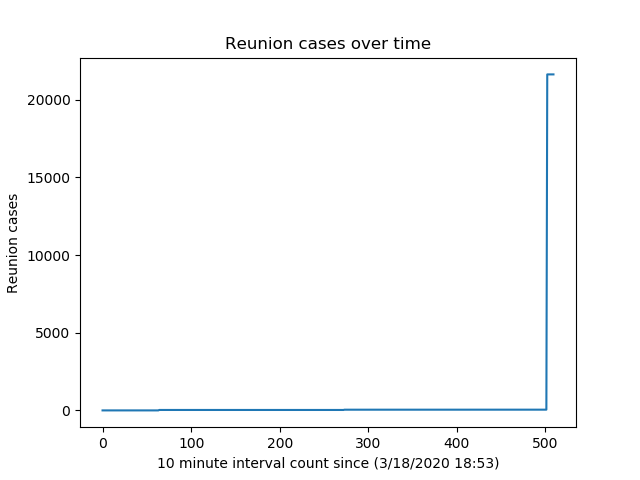 Reunion cases over time
Reunion cases
20000
15000
10000
5000
0
0 100 200 300 400 500
10 minute interval count since (3/18/2020 18:53)